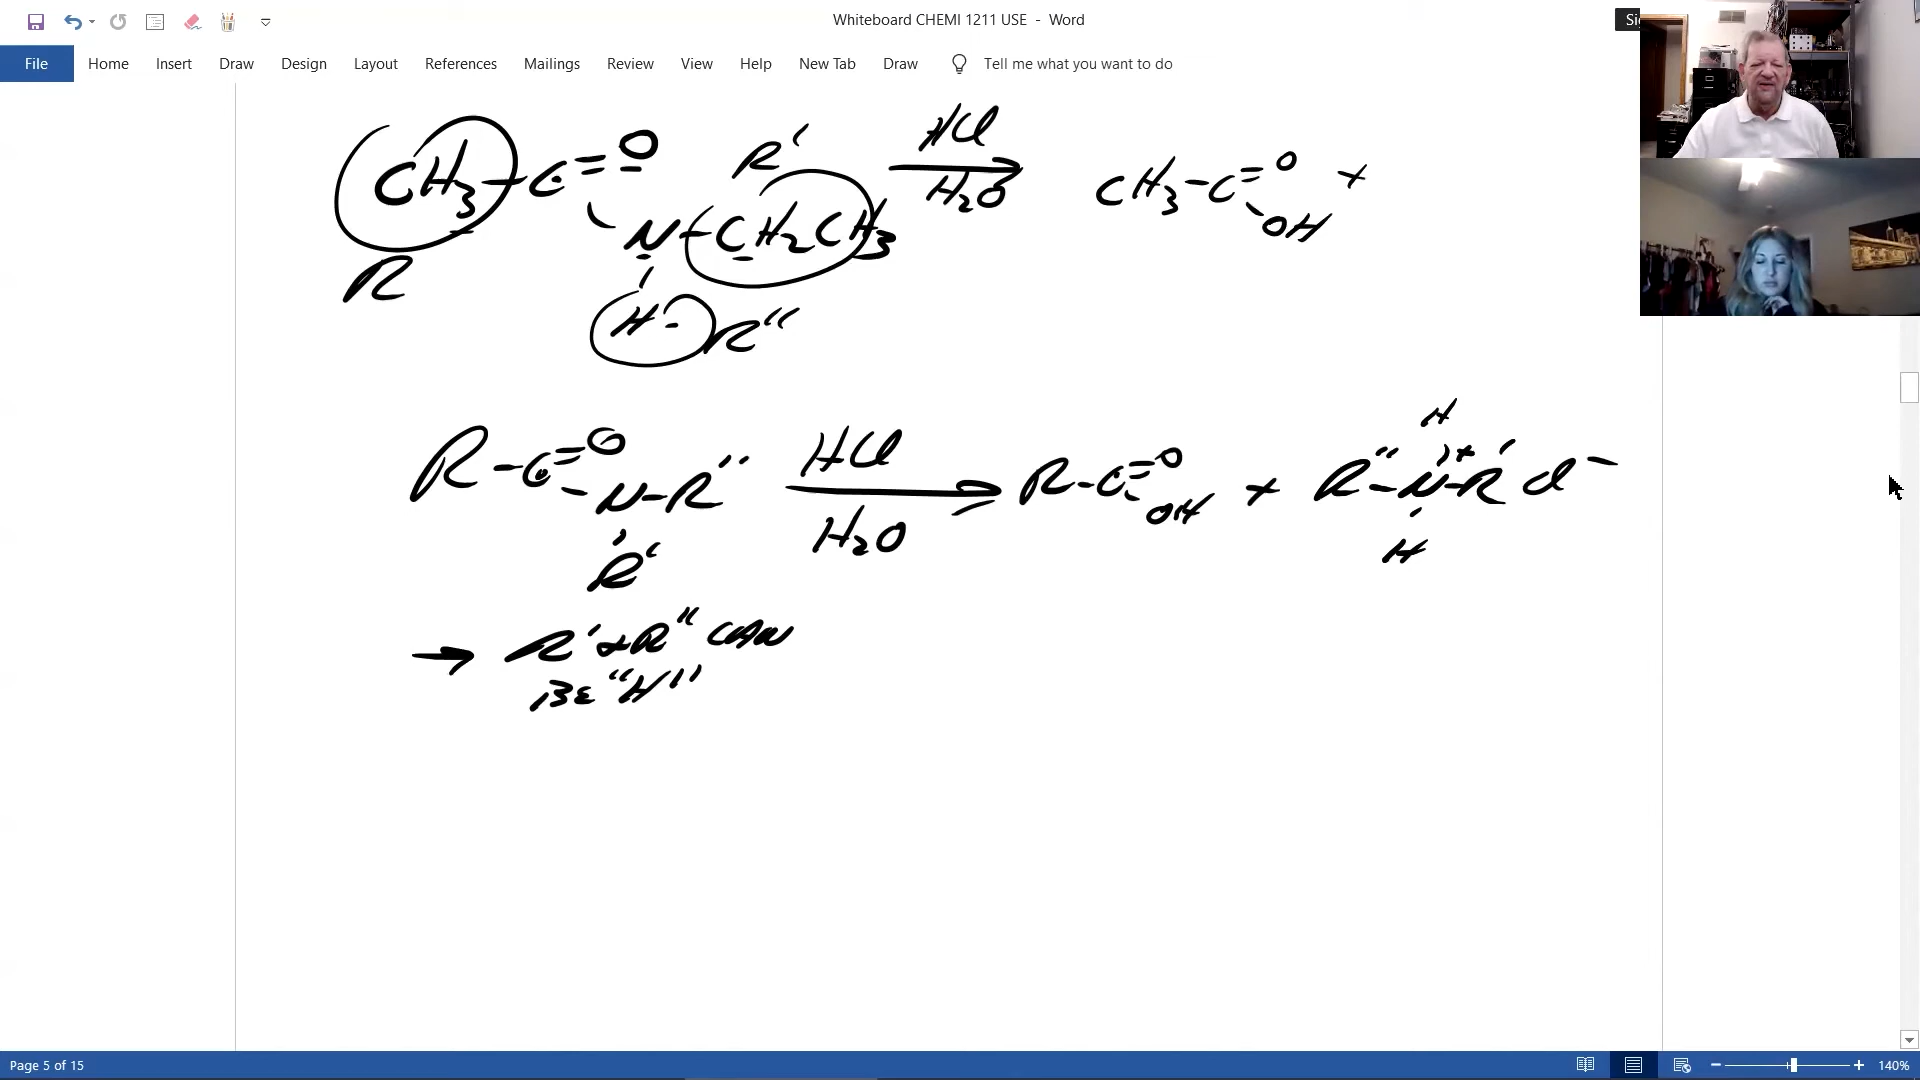 Whiteboard CHEMI 1211 USE - Word
Si
File Home Insert Draw Design Layout References Mailings Review View Help New Tab Draw Tell me what you want to do
CH3-C=O R' HCl
N-CH2CH3 H2O CH3-C=O +
OH
R H- R"
H
R-C=O HCl R-C=O + R"-N+-R' Cl-
N-R" H2O OH
R' H
→ R' & R" CAN
BE "H"
Page 5 of 15 140%